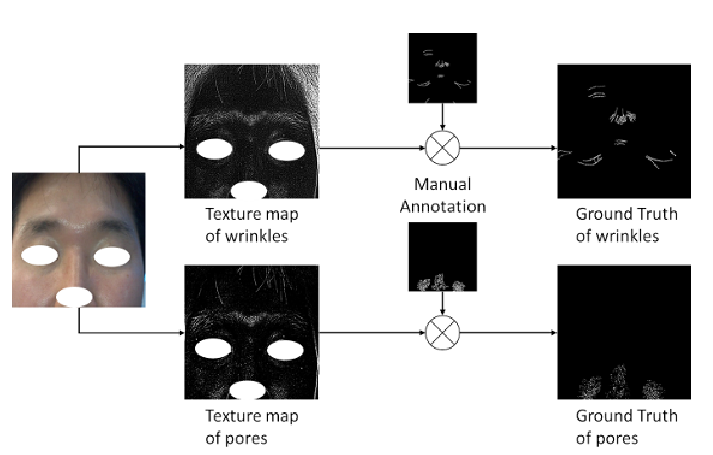 Texture map
of wrinkles
Manual
Annotation
Ground Truth
of wrinkles
Texture map
of pores
Ground Truth
of pores